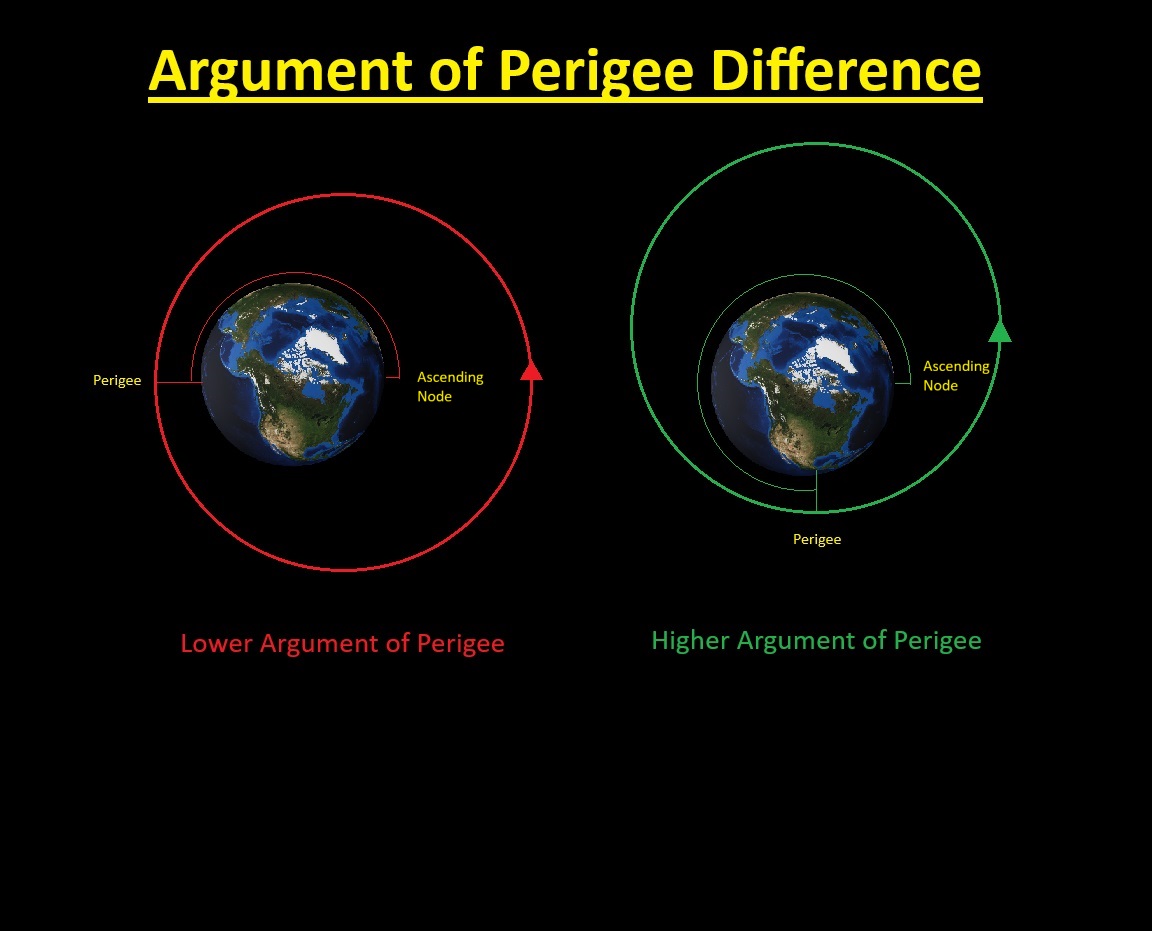 Argument of Perigee Difference
Perigee
Ascending
Node
Ascending
Node
Perigee
Lower Argument of Perigee
Higher Argument of Perigee